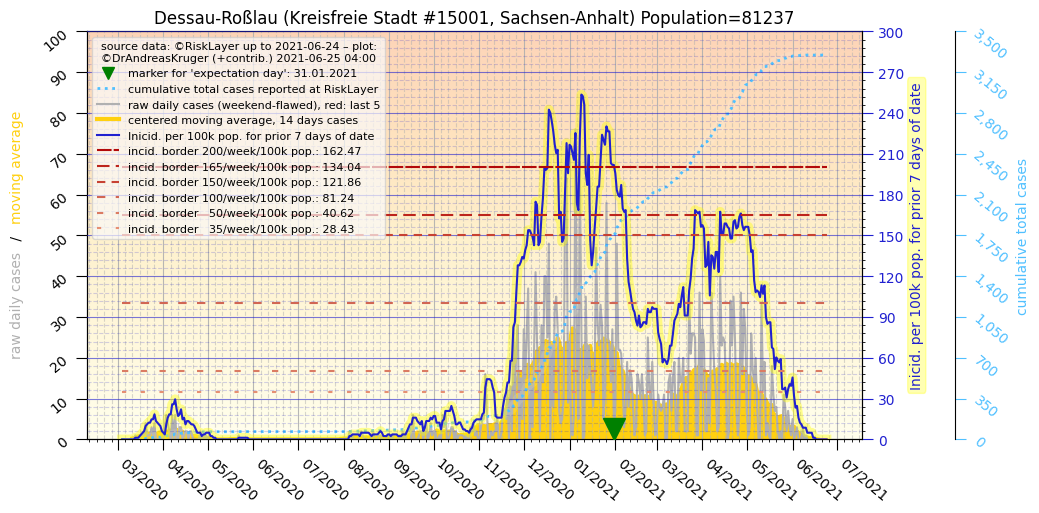 Dessau-Roßlau (Kreisfreie Stadt #15001, Sachsen-Anhalt) Population=81237
source data: ©RiskLayer up to 2021-06-24 – plot:
©DrAndreasKruger (+contrib.) 2021-06-25 04:00
marker for 'expectation day': 31.01.2021
cumulative total cases reported at RiskLayer
raw daily cases (weekend-flawed), red: last 5
centered moving average, 14 days cases
Inicid. per 100k pop. for prior 7 days of date
incid. border 200/week/100k pop.: 162.47
incid. border 165/week/100k pop.: 134.04
incid. border 150/week/100k pop.: 121.86
incid. border 100/week/100k pop.: 81.24
incid. border   50/week/100k pop.: 40.62
incid. border   35/week/100k pop.: 28.43
raw daily cases   /   moving average
100
90
80
70
60
50
40
30
20
10
0
03/2020
04/2020
05/2020
06/2020
07/2020
08/2020
09/2020
10/2020
11/2020
12/2020
01/2021
02/2021
03/2021
04/2021
05/2021
06/2021
07/2021
300
270
240
210
180
150
120
90
60
30
0
Inicid. per 100k pop. for prior 7 days of date
3,500
3,150
2,800
2,450
2,100
1,750
1,400
1,050
700
350
0
cumulative total cases